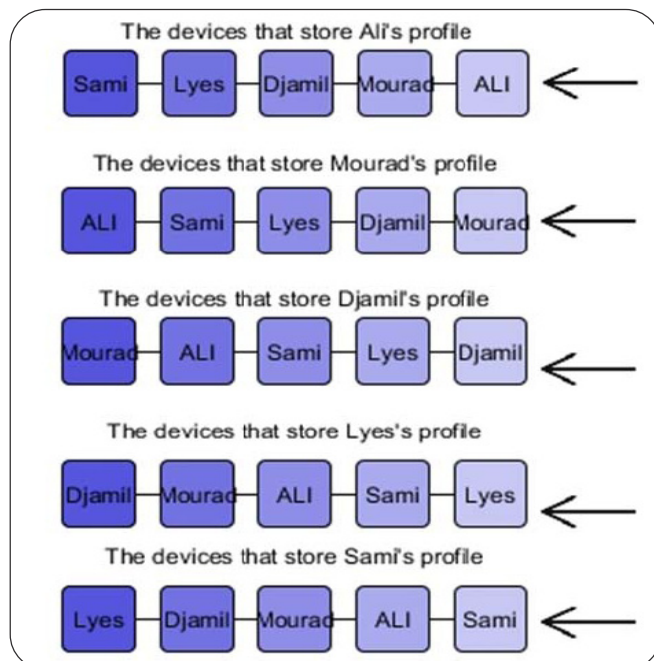 The devices that store Ali's profile
Sami Lyes Djamil Mourad ALI
The devices that store Mourad's profile
ALI Sami Lyes Djamil Mourad
The devices that store Djamil's profile
Mourad ALI Sami Lyes Djamil
The devices that store Lyes's profile
Djamil Mourad ALI Sami Lyes
The devices that store Sami's profile
Lyes Djamil Mourad ALI Sami